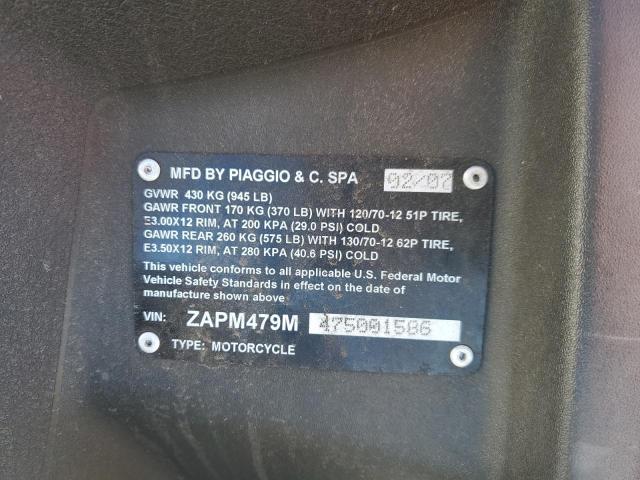 MFD BY PIAGGIO & C. SPA 02/07
GVWR 430 KG (945 LB)
GAWR FRONT 170 KG (370 LB) WITH 120/70-12 51P TIRE,
E3.00X12 RIM, AT 200 KPA (29.0 PSI) COLD
GAWR REAR 260 KG (575 LB) WITH 130/70-12 62P TIRE,
E3.50X12 RIM, AT 280 KPA (40.6 PSI) COLD
This vehicle conforms to all applicable U.S. Federal Motor
Vehicle Safety Standards in effect on the date of
manufacture shown above
VIN: ZAPM479M 475001586
TYPE: MOTORCYCLE